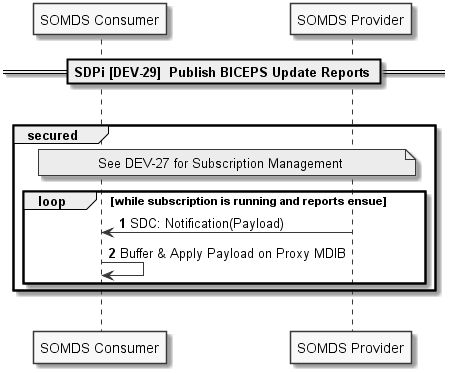 SOMDS Consumer
SOMDS Provider
SDPi [DEV-29]  Publish BICEPS Update Reports
secured
See DEV-27 for Subscription Management
loop
[while subscription is running and reports ensue]
1 SDC: Notification(Payload)
2 Buffer & Apply Payload on Proxy MDIB
SOMDS Consumer
SOMDS Provider